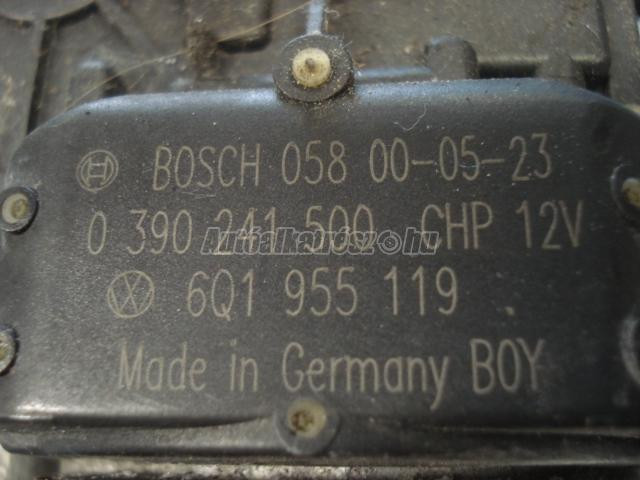 BOSCH 058 00-05-23
0 390 241 500 CHP 12V
6Q1 955 119
Made in Germany BOY